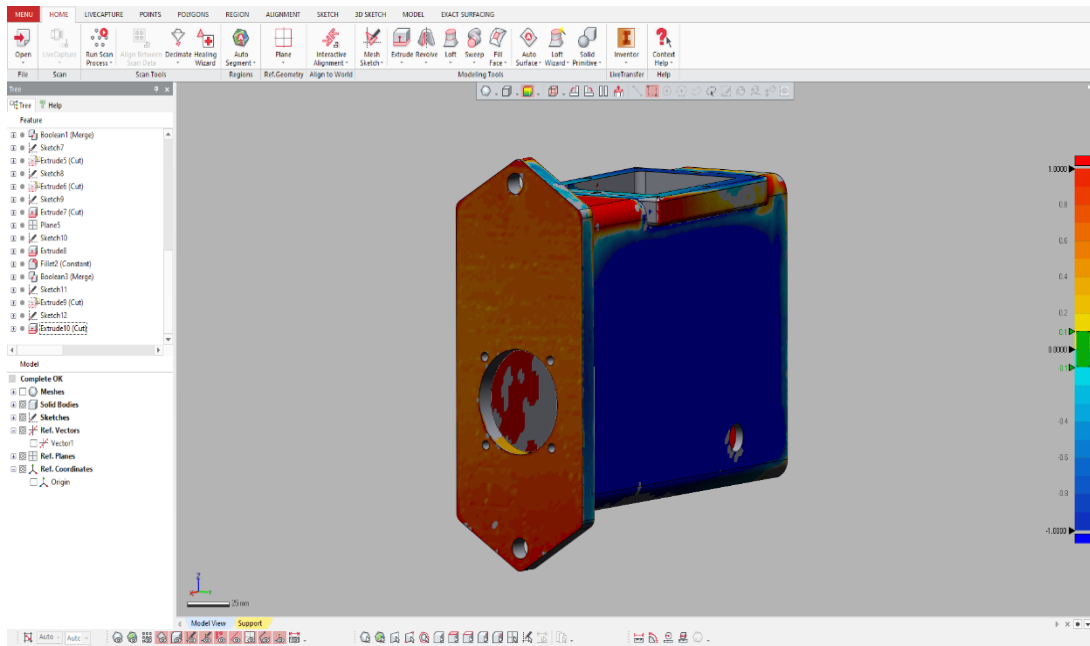 MENU HOME LIVECAPTURE POINTS POLYGONS REGION ALIGNMENT SKETCH 3D SKETCH MODEL EXACT SURFACING
Open LiveCapture Run Scan Process Align Between Scan Data Decimate Healing Wizard Auto Segment Plane Interactive Alignment Mesh Sketch Extrude Revolve Loft Sweep Fill Face Auto Surface Loft Wizard Solid Primitive Inventor Context Help
File Scan Scan Tools Regions Ref.Geometry Align to World Modeling Tools LiveTransfer Help
Tree
Tree Help
Feature
Boolean1 (Merge)
Sketch7
Extrude5 (Cut)
Sketch8
Extrude6 (Cut)
Sketch9
Extrude7 (Cut)
Plane5
Sketch10
Extrude8
Fillet2 (Constant)
Boolean3 (Merge)
Sketch11
Extrude9 (Cut)
Sketch12
Extrude10 (Cut)
Model
Complete OK
Meshes
Solid Bodies
Sketches
Ref. Vectors
Vector1
Ref. Planes
Ref. Coordinates
Origin
1.0000
0.8
0.6
0.4
0.2
0.1
0.0000
-0.1
-0.4
-0.6
-0.8
-1.0000
Z
25 mm
Model View Support
Auto Auto